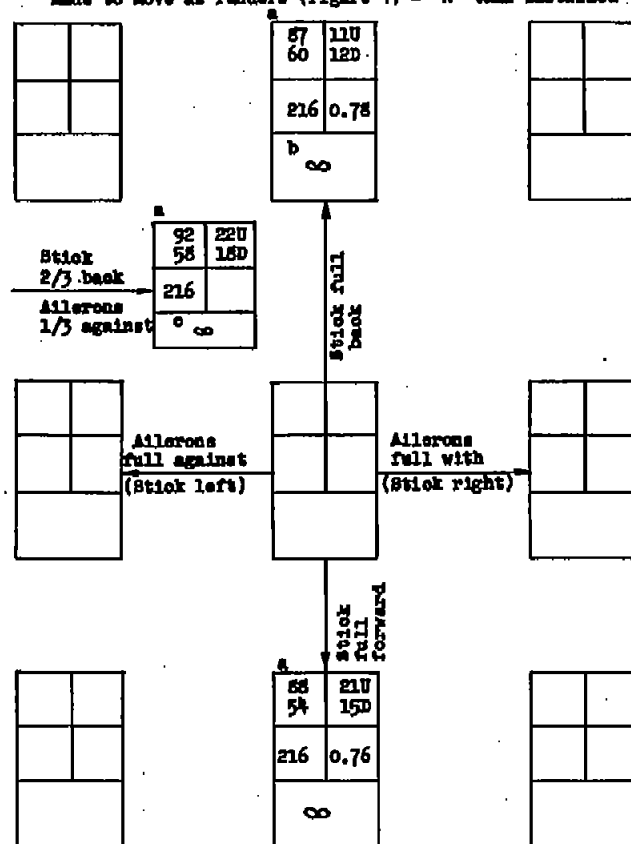 a
87 11U
60 12D
216 0.78
b
∞
a
92 22U
58 18D
216
c
∞
Stick
2/3 back
Ailerons
1/3 against
Stick full
back
Ailerons
full against
(Stick left)
Ailerons
full with
(Stick right)
Stick
full
forward
a
88 21U
54 15D
216 0.76
∞